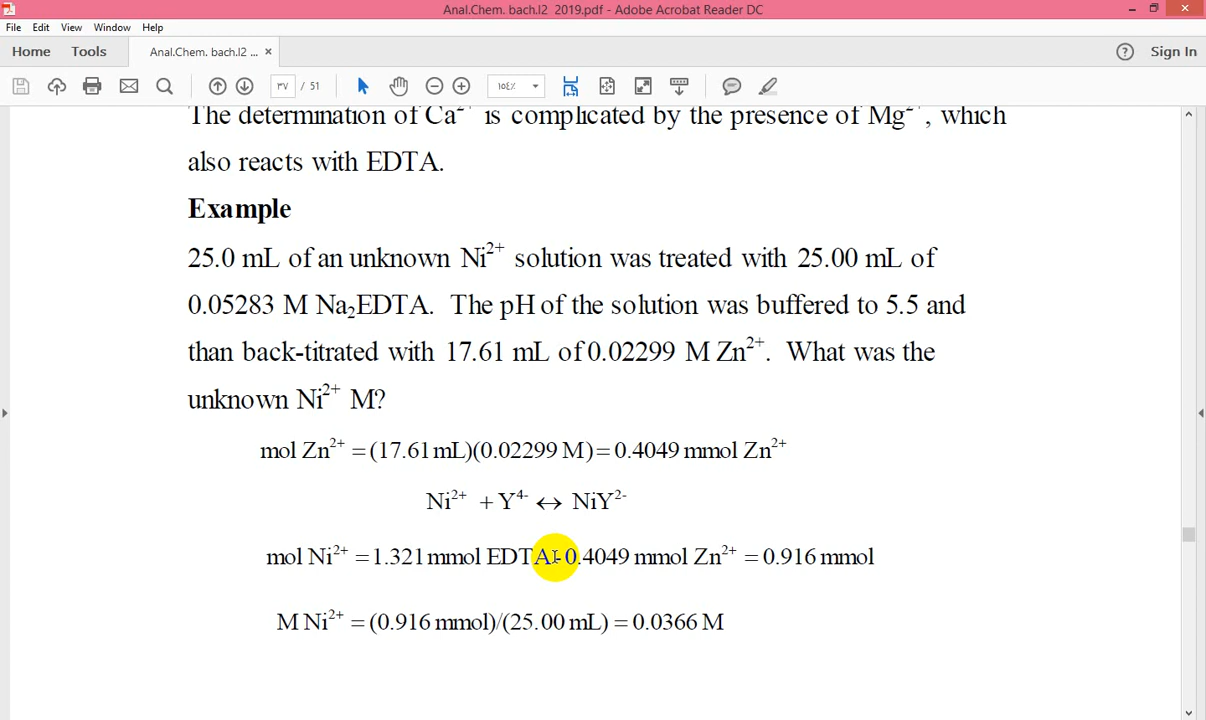 Anal.Chem. bach.l2 2019.pdf - Adobe Acrobat Reader DC
File Edit View Window Help
Home Tools Anal.Chem. bach.l2 ... × Sign In
٣٧ / 51 ١٥٤٪
The determination of Ca²⁺ is complicated by the presence of Mg²⁺, which
also reacts with EDTA.
Example
25.0 mL of an unknown Ni²⁺ solution was treated with 25.00 mL of
0.05283 M Na₂EDTA. The pH of the solution was buffered to 5.5 and
than back-titrated with 17.61 mL of 0.02299 M Zn²⁺. What was the
unknown Ni²⁺ M?
mol Zn²⁺ = (17.61 mL)(0.02299 M) = 0.4049 mmol Zn²⁺
Ni²⁺ + Y⁴⁻ ↔ NiY²⁻
mol Ni²⁺ = 1.321 mmol EDTA - 0.4049 mmol Zn²⁺ = 0.916 mmol
M Ni²⁺ = (0.916 mmol)/(25.00 mL) = 0.0366 M